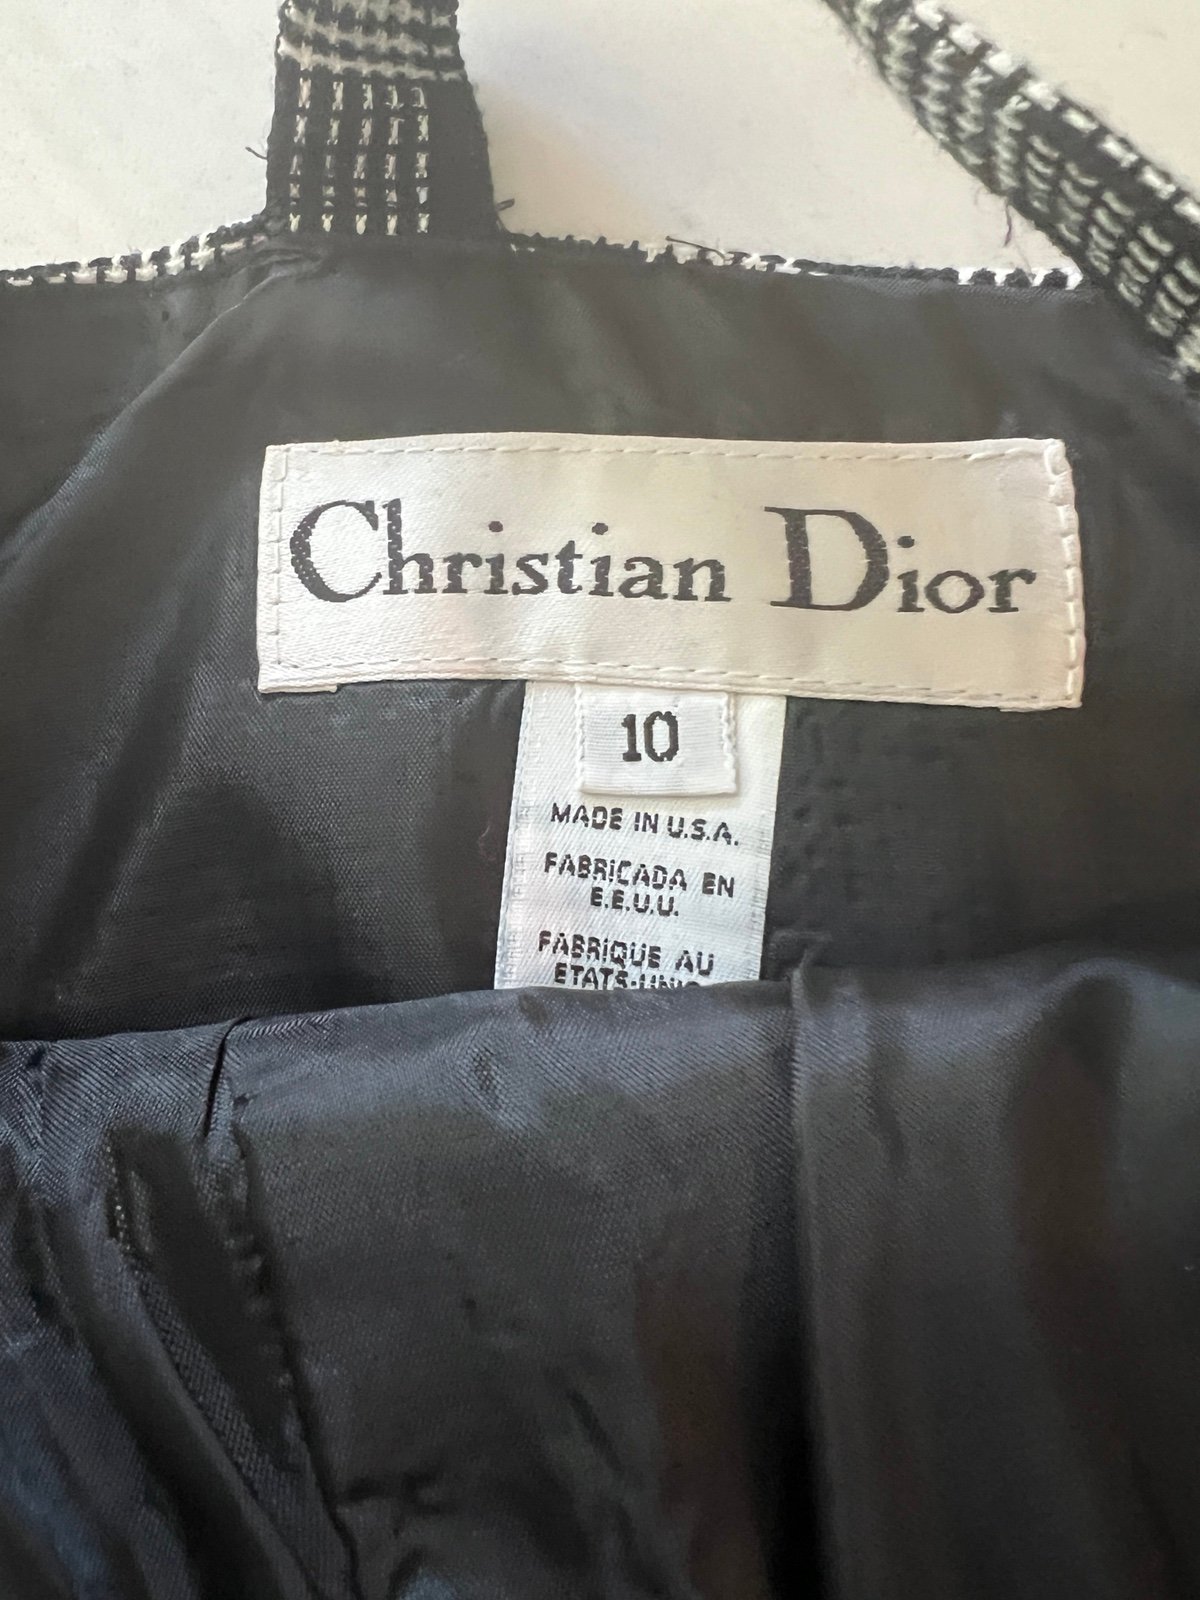 Christian Dior
10
MADE IN U.S.A.
FABRICADA EN
E.E.U.U.
FABRIQUE AU